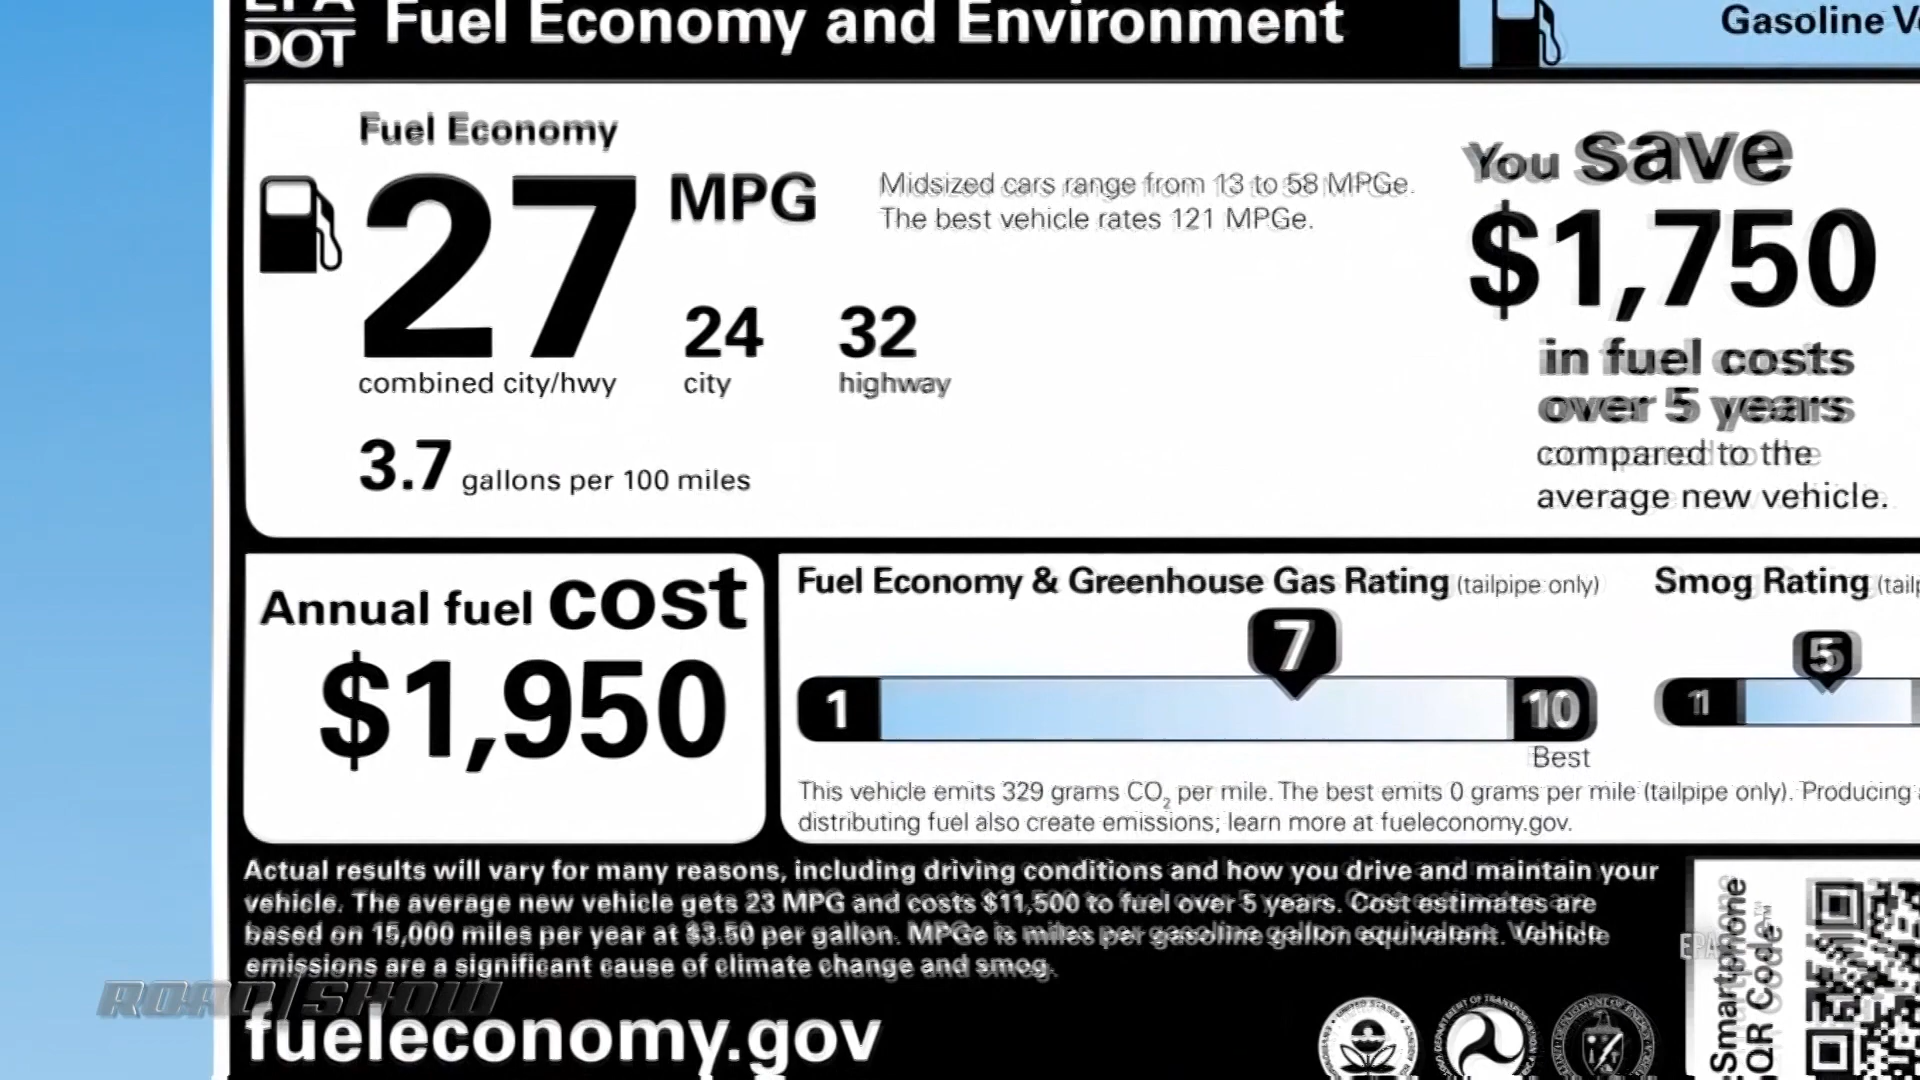 EPA
DOT
Fuel Economy and Environment
Gasoline
Fuel Economy
27 MPG
Midsized cars range from 13 to 58 MPGe.
The best vehicle rates 121 MPGe.
24 32
combined city/hwy city highway
3.7 gallons per 100 miles
You save
$1,750
in fuel costs
over 5 years
compared to the
average new vehicle.
Annual fuel cost
$1,950
Fuel Economy & Greenhouse Gas Rating (tailpipe only)
7
1 10
Best
Smog Rating
5
1
This vehicle emits 329 grams CO₂ per mile. The best emits 0 grams per mile (tailpipe only). Producing
distributing fuel also create emissions; learn more at fueleconomy.gov.
Actual results will vary for many reasons, including driving conditions and how you drive and maintain your
vehicle. The average new vehicle gets 23 MPG and costs $11,500 to fuel over 5 years. Cost estimates are
based on 15,000 miles per year at $3.50 per gallon. MPGe is miles per gasoline gallon equivalent. Vehicle
emissions are a significant cause of climate change and smog.
ROAD/SHOW
fueleconomy.gov
EPA
Smartphone
QR Code™